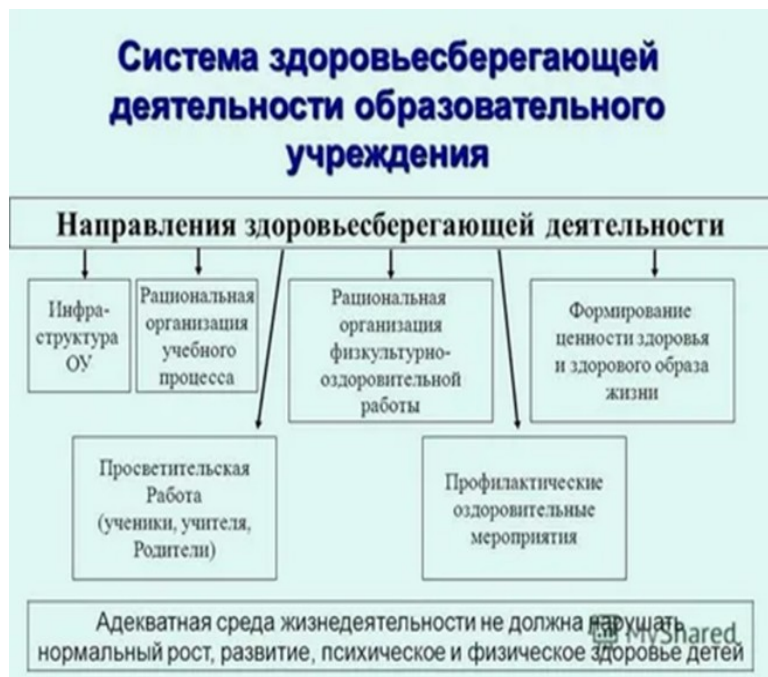 Система здоровьесберегающей
деятельности образовательного
учреждения
Направления здоровьесберегающей деятельности
Инфра-
структура
ОУ
Рациональная
организация
учебного
процесса
Рациональная
организация
физкультурно-
оздоровительной
работы
Формирование
ценности здоровья
и здорового образа
жизни
Просветительская
Работа
(ученики, учителя,
Родители)
Профилактические
оздоровительные
мероприятия
Адекватная среда жизнедеятельности не должна нарушать
нормальный рост, развитие, психическое и физическое здоровье детей
MyShared